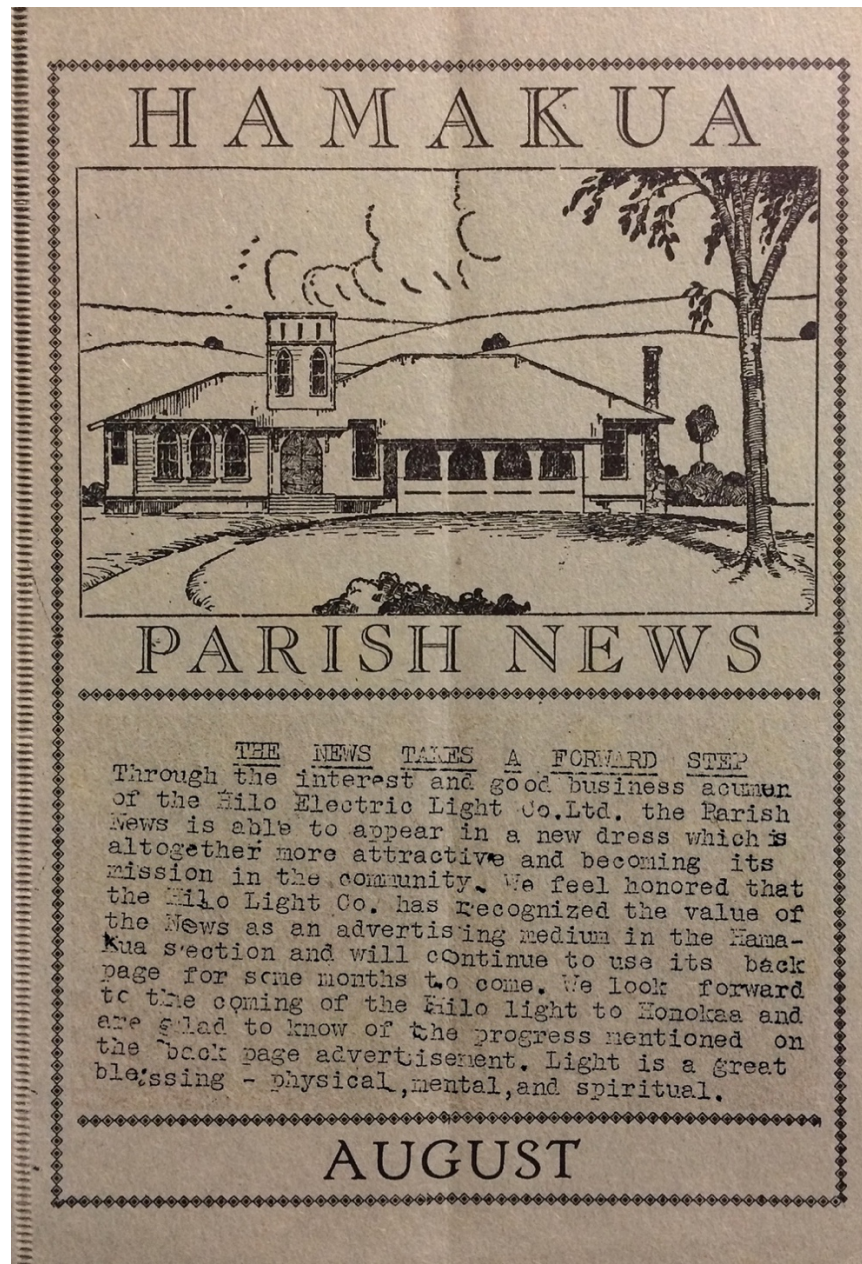 HAMAKUA
PARISH NEWS
THE NEWS TAKES A FORWARD STEP
Through the interest and good business acumen
of the Hilo Electric Light Co.Ltd. the Parish
News is able to appear in a new dress which is
altogether more attractive and becoming its
mission in the community. We feel honored that
the Hilo Light Co. has recognized the value of
the News as an advertising medium in the Hama-
kua section and will continue to use its back
page for some months to come. We look forward
to the coming of the Hilo light to Honokaa and
are glad to know of the progress mentioned on
the back page advertisement. Light is a great
blessing - physical,mental,and spiritual.
AUGUST